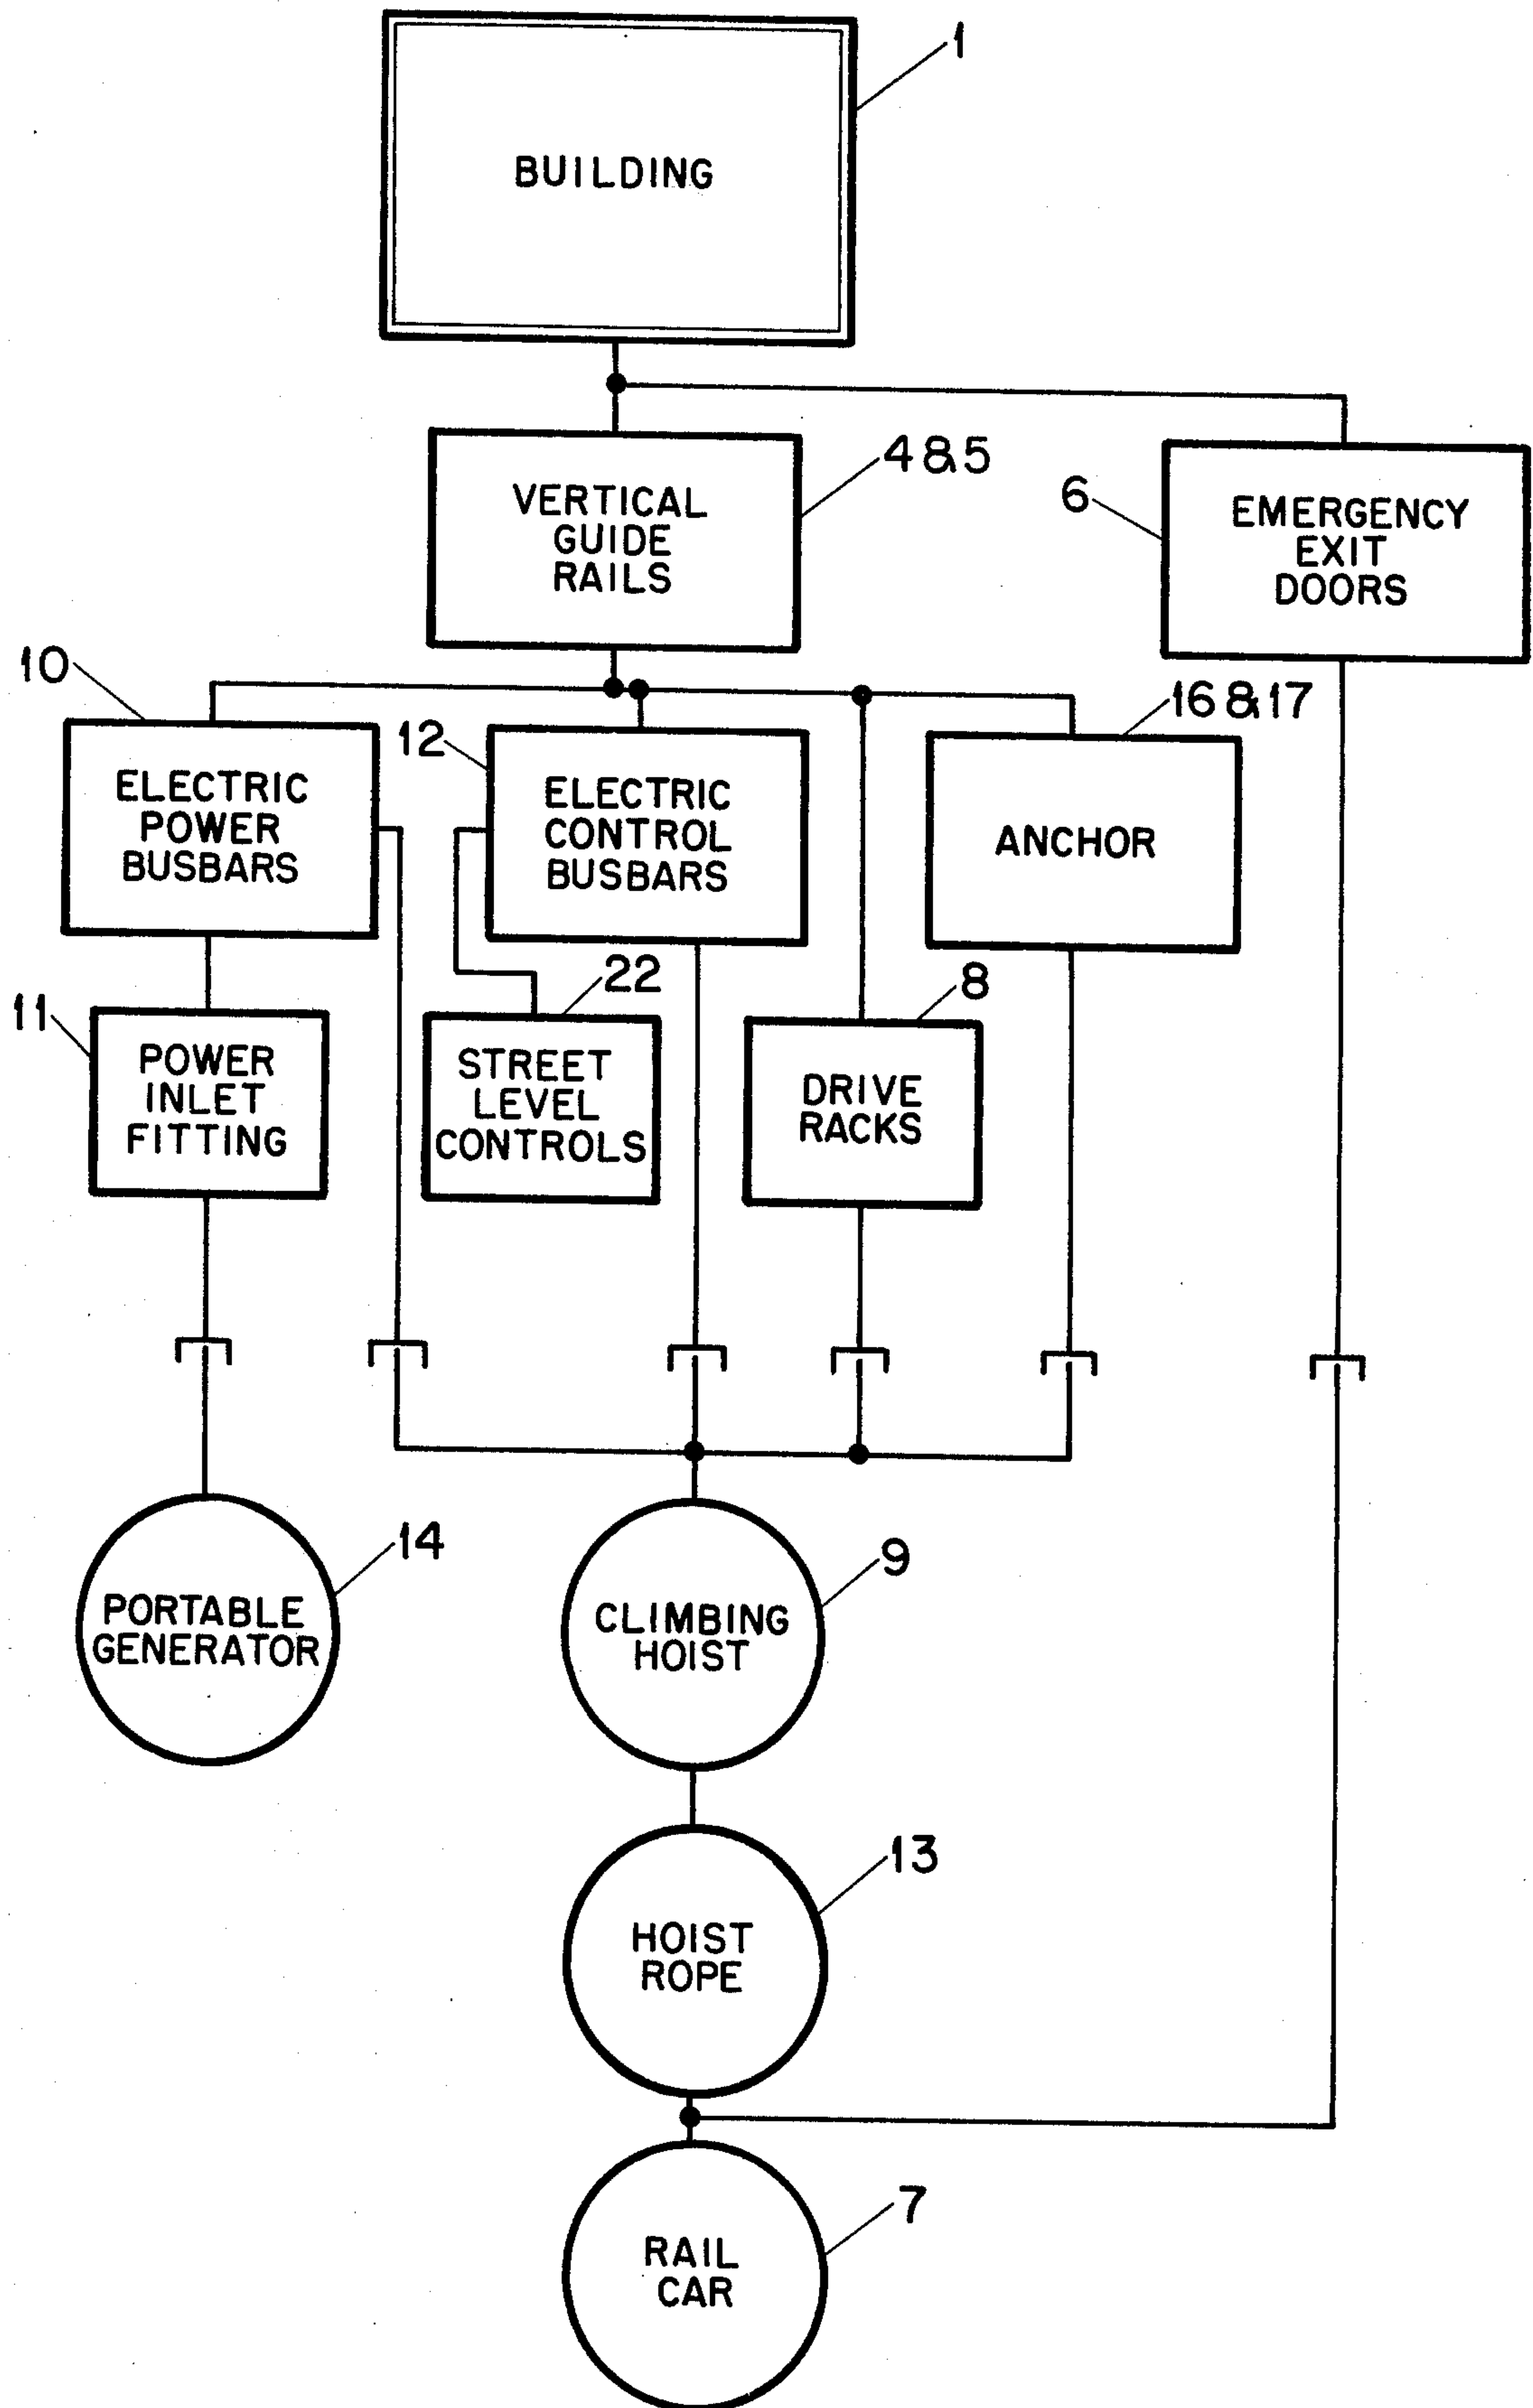 1
BUILDING
4 & 5
VERTICAL
GUIDE
RAILS
6
EMERGENCY
EXIT
DOORS
10
ELECTRIC
POWER
BUSBARS
12
ELECTRIC
CONTROL
BUSBARS
16 & 17
ANCHOR
11
POWER
INLET
FITTING
22
STREET
LEVEL
CONTROLS
8
DRIVE
RACKS
14
PORTABLE
GENERATOR
9
CLIMBING
HOIST
13
HOIST
ROPE
7
RAIL
CAR